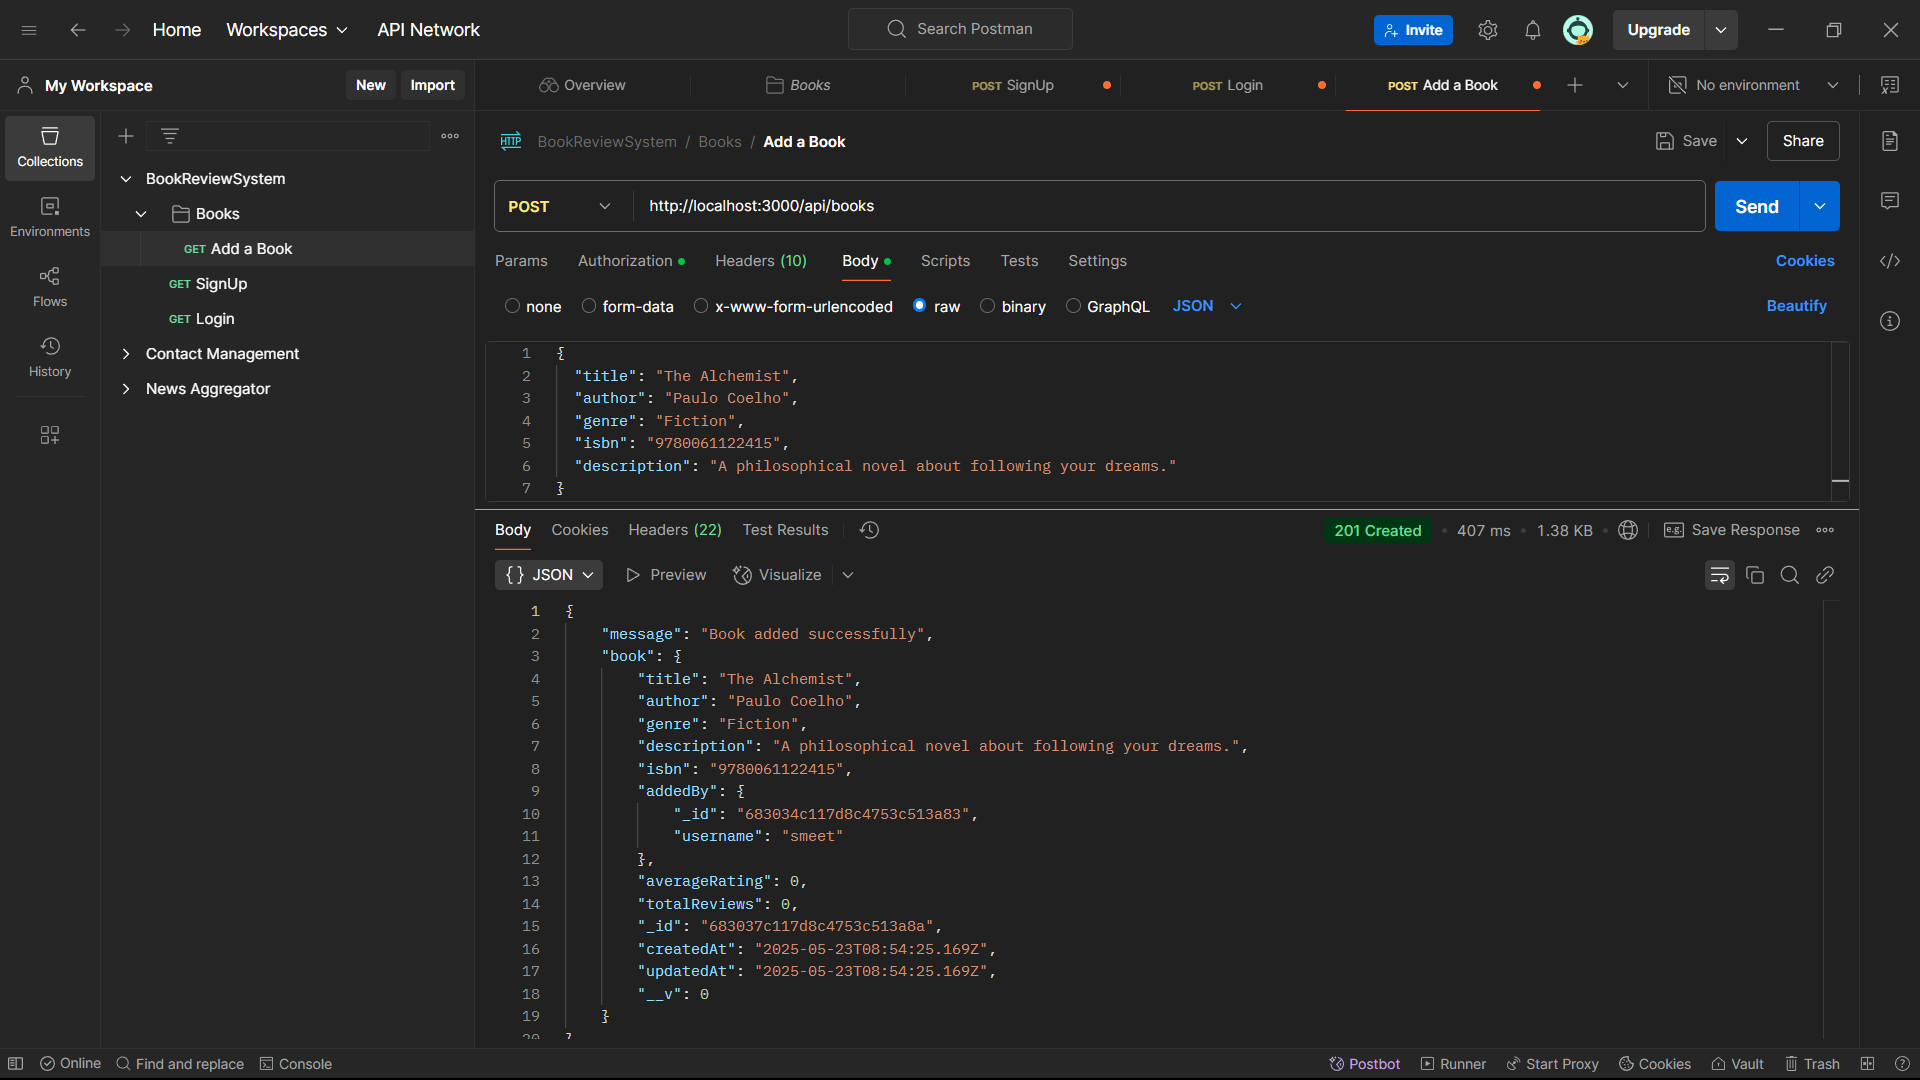 Home Workspaces API Network Search Postman Invite Upgrade
My Workspace New Import Overview Books POST SignUp POST Login POST Add a Book No environment
Collections
Environments
Flows
History
BookReviewSystem
Books
GET Add a Book
GET SignUp
GET Login
Contact Management
News Aggregator
HTTP BookReviewSystem / Books / Add a Book Save Share
POST http://localhost:3000/api/books Send
Params Authorization Headers (10) Body Scripts Tests Settings Cookies
none form-data x-www-form-urlencoded raw binary GraphQL JSON Beautify
1 {
2 "title": "The Alchemist",
3 "author": "Paulo Coelho",
4 "genre": "Fiction",
5 "isbn": "9780061122415",
6 "description": "A philosophical novel about following your dreams."
7 }
Body Cookies Headers (22) Test Results 201 Created 407 ms 1.38 KB e.g. Save Response
{} JSON Preview Visualize
1 {
2 "message": "Book added successfully",
3 "book": {
4 "title": "The Alchemist",
5 "author": "Paulo Coelho",
6 "genre": "Fiction",
7 "description": "A philosophical novel about following your dreams.",
8 "isbn": "9780061122415",
9 "addedBy": {
10 "_id": "683034c117d8c4753c513a83",
11 "username": "smeet"
12 },
13 "averageRating": 0,
14 "totalReviews": 0,
15 "_id": "683037c117d8c4753c513a8a",
16 "createdAt": "2025-05-23T08:54:25.169Z",
17 "updatedAt": "2025-05-23T08:54:25.169Z",
18 "__v": 0
19 }
20 }
Online Find and replace Console Postbot Runner Start Proxy Cookies Vault Trash